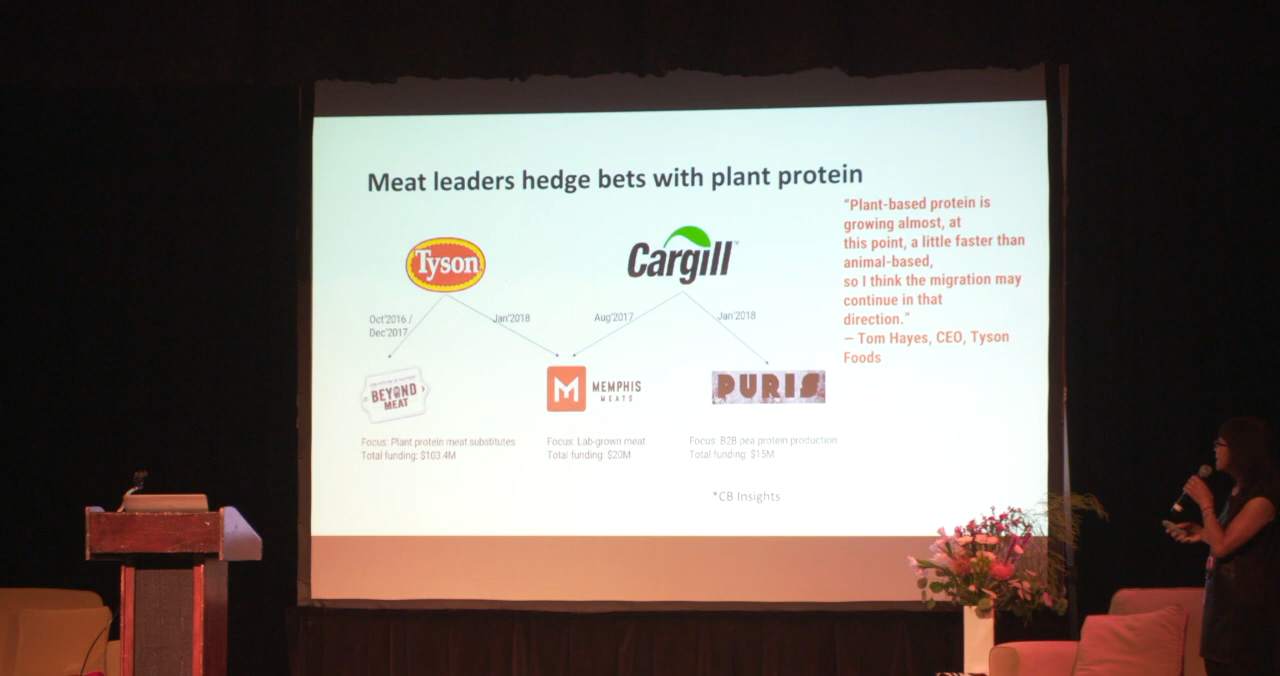 Meat leaders hedge bets with plant protein
"Plant-based protein is
growing almost, at
this point, a little faster than
animal-based,
so I think the migration may
continue in that
direction."
– Tom Hayes, CEO, Tyson
Foods
Tyson
Cargill™
Oct'2016 /
Dec'2017
Jan'2018
Aug'2017
Jan'2018
BEYOND
MEAT
M
MEMPHIS
MEATS
PURIS
Focus: Plant protein meat substitutes
Total funding: $103.4M
Focus: Lab-grown meat
Total funding: $20M
Focus: B2B pea protein production
Total funding: $15M
*CB Insights